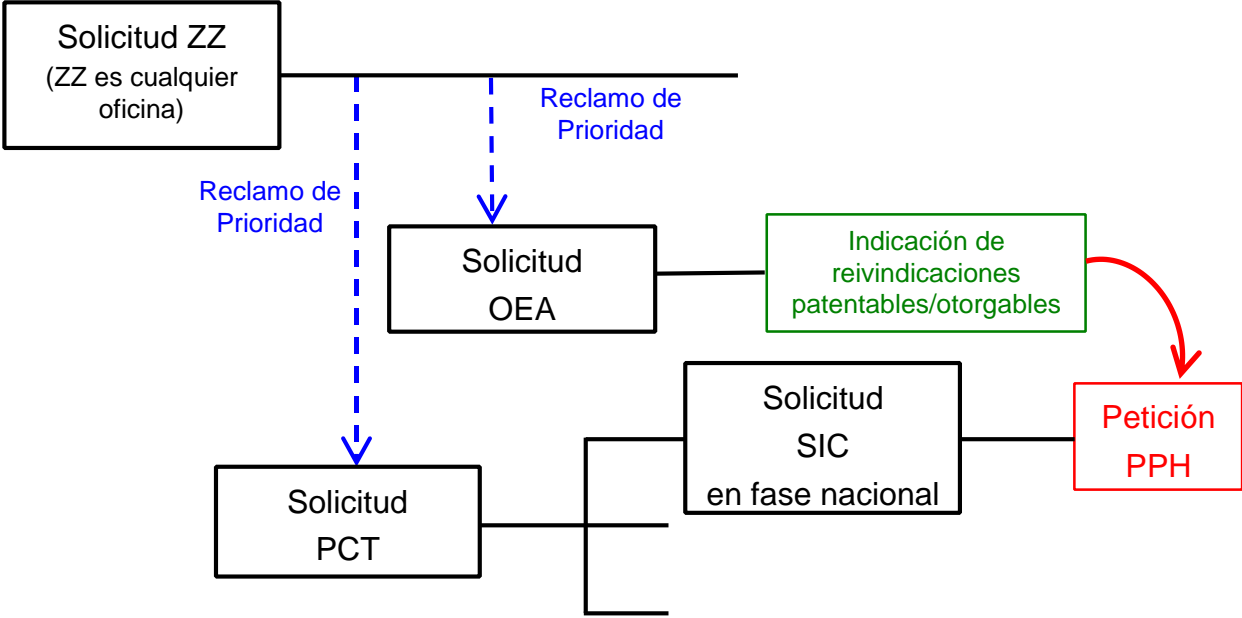 Solicitud ZZ
(ZZ es cualquier
oficina)
Reclamo de
Prioridad
Reclamo de
Prioridad
Solicitud
OEA
Indicación de
reivindicaciones
patentables/otorgables
Solicitud
SIC
en fase nacional
Petición
PPH
Solicitud
PCT